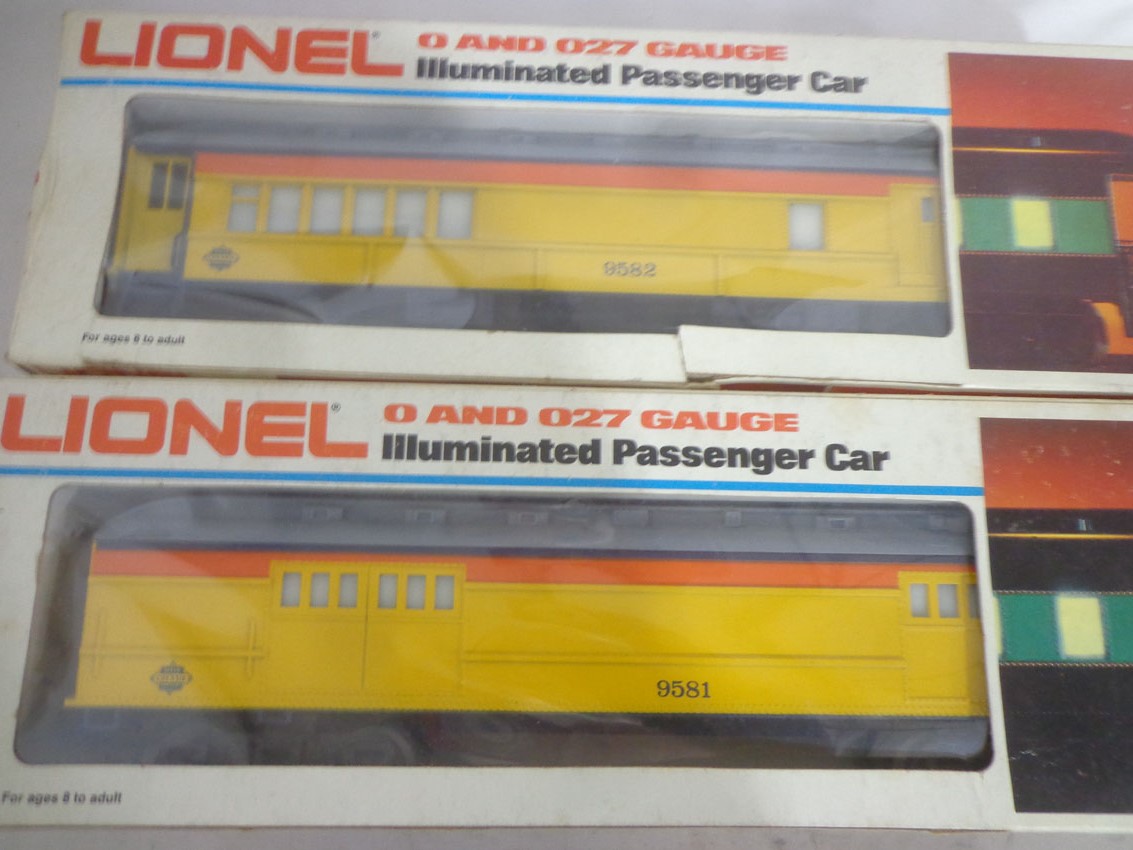 LIONEL®
O AND 027 GAUGE
Illuminated Passenger Car
9582
For ages 8 to adult
LIONEL®
O AND 027 GAUGE
Illuminated Passenger Car
9581
For ages 8 to adult